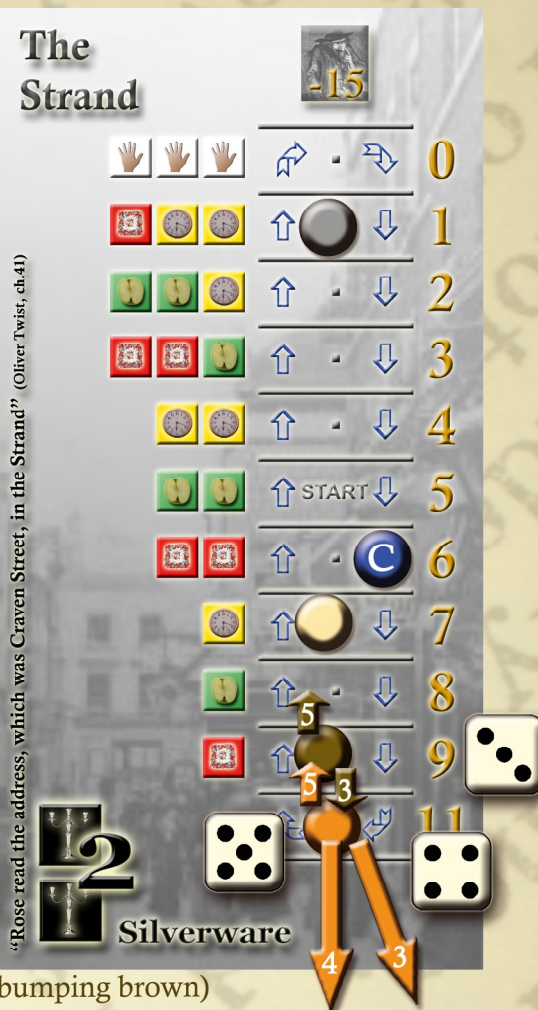 The
Strand
-15
0
1
2
3
4
START 5
C 6
7
8
5
9
5 3
11
2
Silverware
4 3
"Rose read the address, which was Craven Street, in the Strand" (Oliver Twist, ch.41)
bumping brown)